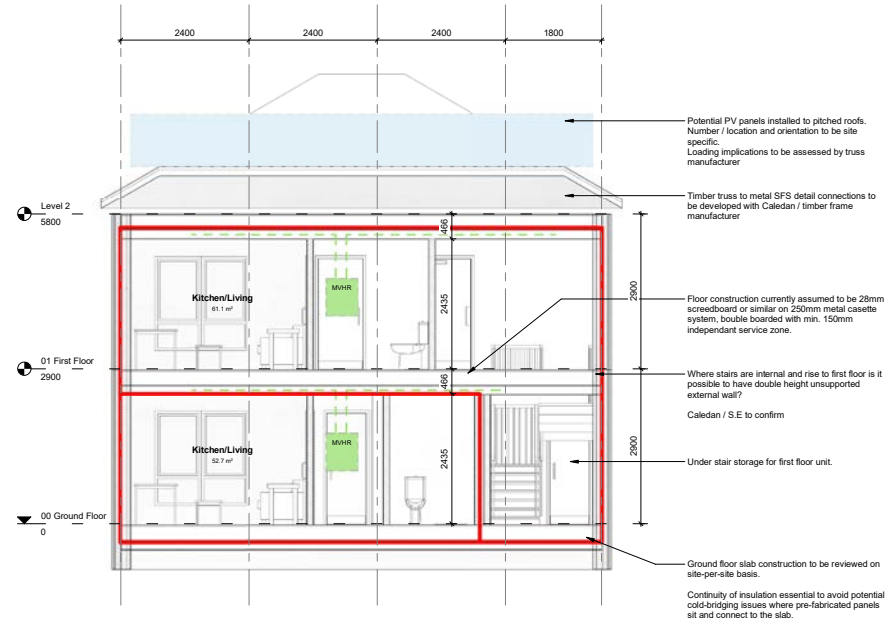 2400
2400
2400
1800
Potential PV panels installed to pitched roofs.
Number / location and orientation to be site
specific.
Loading implications to be assessed by truss
manufacturer
Timber truss to metal SFS detail connections to
be developed with Caledan / timber frame
manufacturer
Level 2
5800
466
MVHR
Kitchen/Living
61.1 m²
2435
2900
Floor construction currently assumed to be 28mm
screedboard or similar on 250mm metal casette
system, bouble boarded with min. 150mm
independant service zone.
01 First Floor
2900
466
Where stairs are internal and rise to first floor is it
possible to have double height unsupported
external wall?
Caledan / S.E to confirm
MVHR
Kitchen/Living
52.7 m²
2435
2900
Under stair storage for first floor unit.
00 Ground Floor
0
Ground floor slab construction to be reviewed on
site-per-site basis.
Continuity of insulation essential to avoid potential
cold-bridging issues where pre-fabricated panels
sit and connect to the slab.